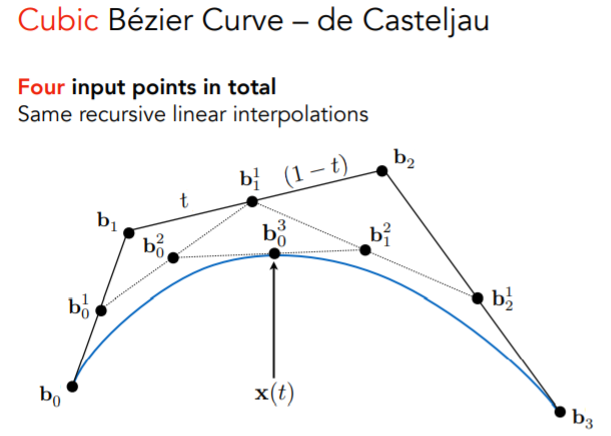 Cubic Bézier Curve – de Casteljau
Four input points in total
Same recursive linear interpolations
b₂
b₁¹ (1 − t)
t
b₁
b₀³
b₁²
b₀²
b₀¹
b₂¹
b₀
x(t)
b₃